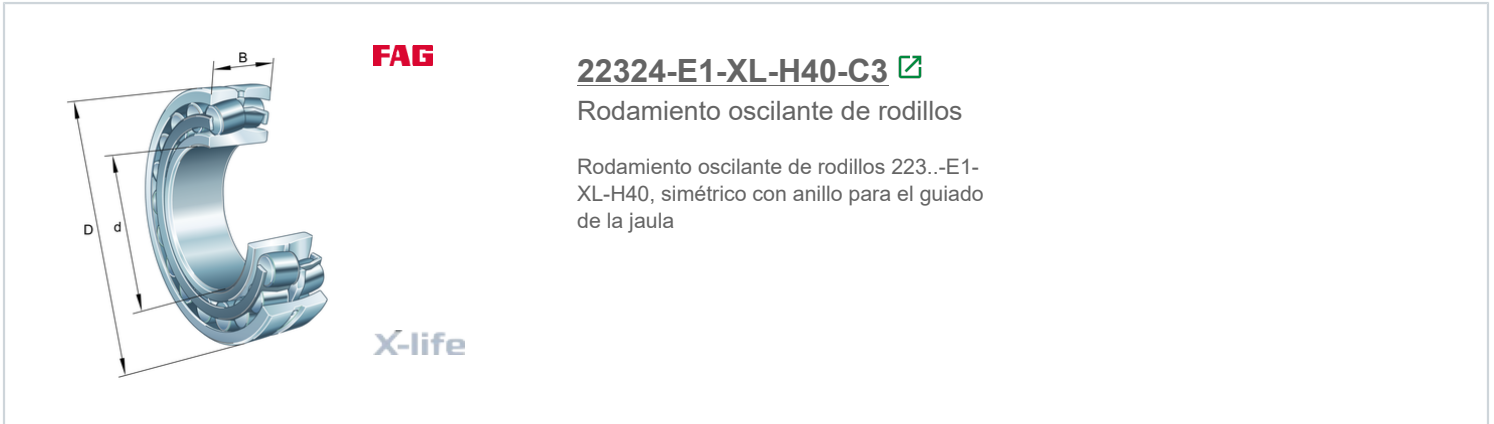 B
FAG
22324-E1-XL-H40-C3
Rodamiento oscilante de rodillos
Rodamiento oscilante de rodillos 223..-E1-
XL-H40, simétrico con anillo para el guiado
de la jaula
D
d
X-life